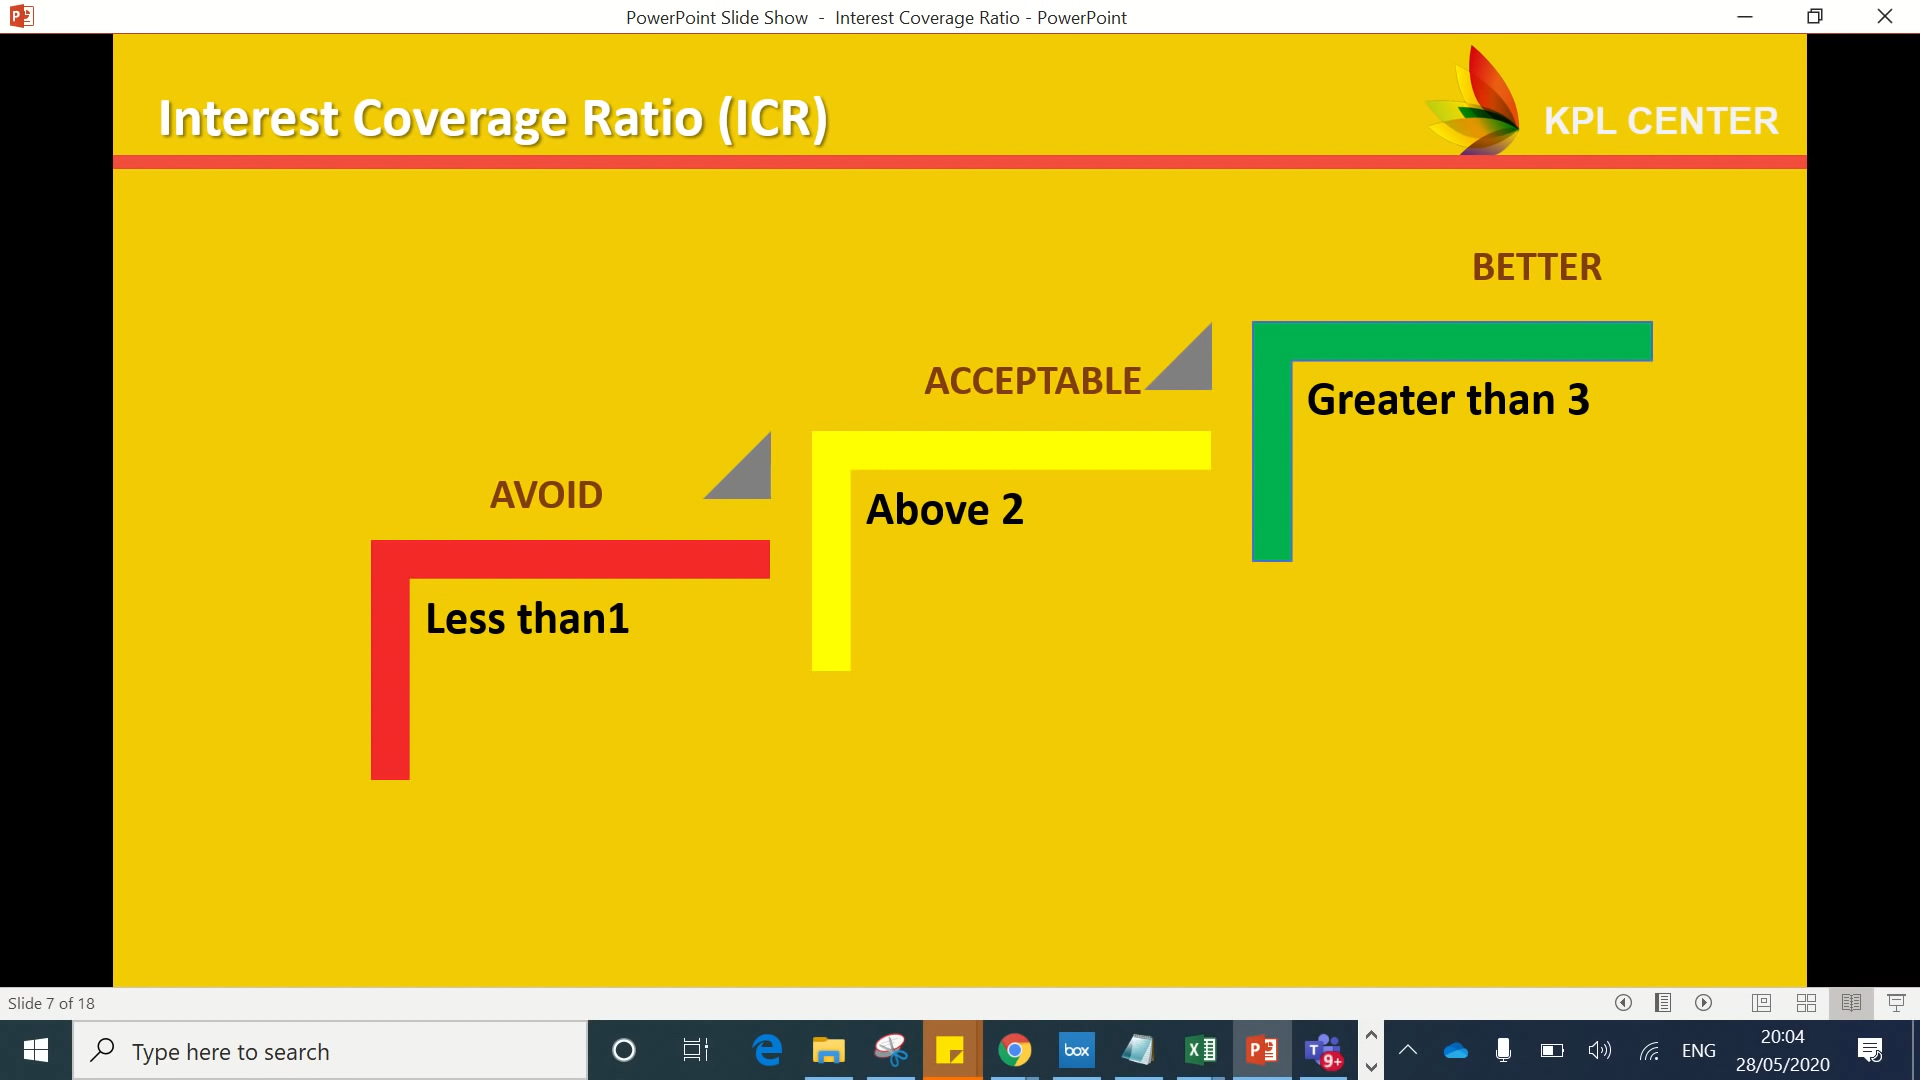 PowerPoint Slide Show - Interest Coverage Ratio - PowerPoint
Interest Coverage Ratio (ICR)
KPL CENTER
BETTER
Greater than 3
ACCEPTABLE
Above 2
AVOID
Less than1
Slide 7 of 18
Type here to search
box
9+
ENG
20:04
28/05/2020